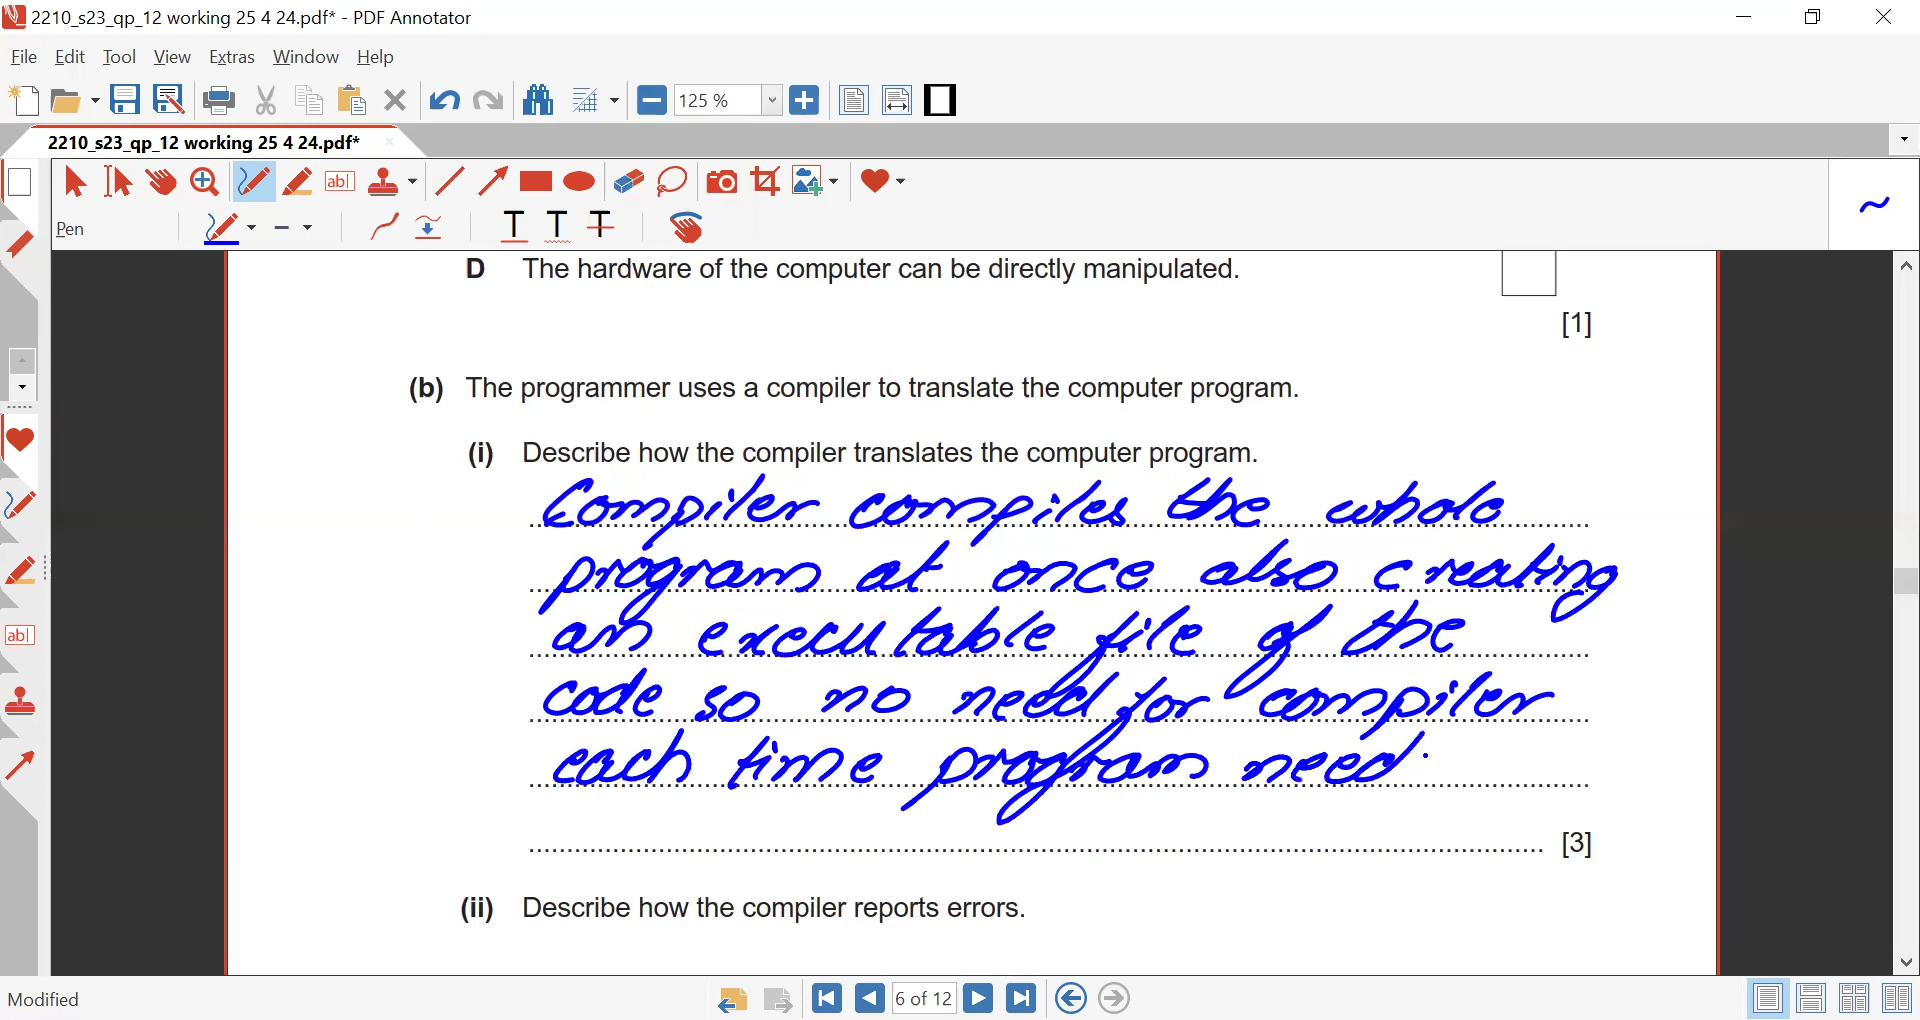 2210_s23_qp_12 working 25 4 24.pdf* - PDF Annotator
File Edit Tool View Extras Window Help
125 %
2210_s23_qp_12 working 25 4 24.pdf*
ab|
Pen
T T T
D The hardware of the computer can be directly manipulated.
[1]
(b) The programmer uses a compiler to translate the computer program.
(i) Describe how the compiler translates the computer program.
Compiler compiles the whole
program at once also creating
an executable file of the
code so no need for compiler
each time program need
[3]
ab|
(ii) Describe how the compiler reports errors.
Modified
6 of 12